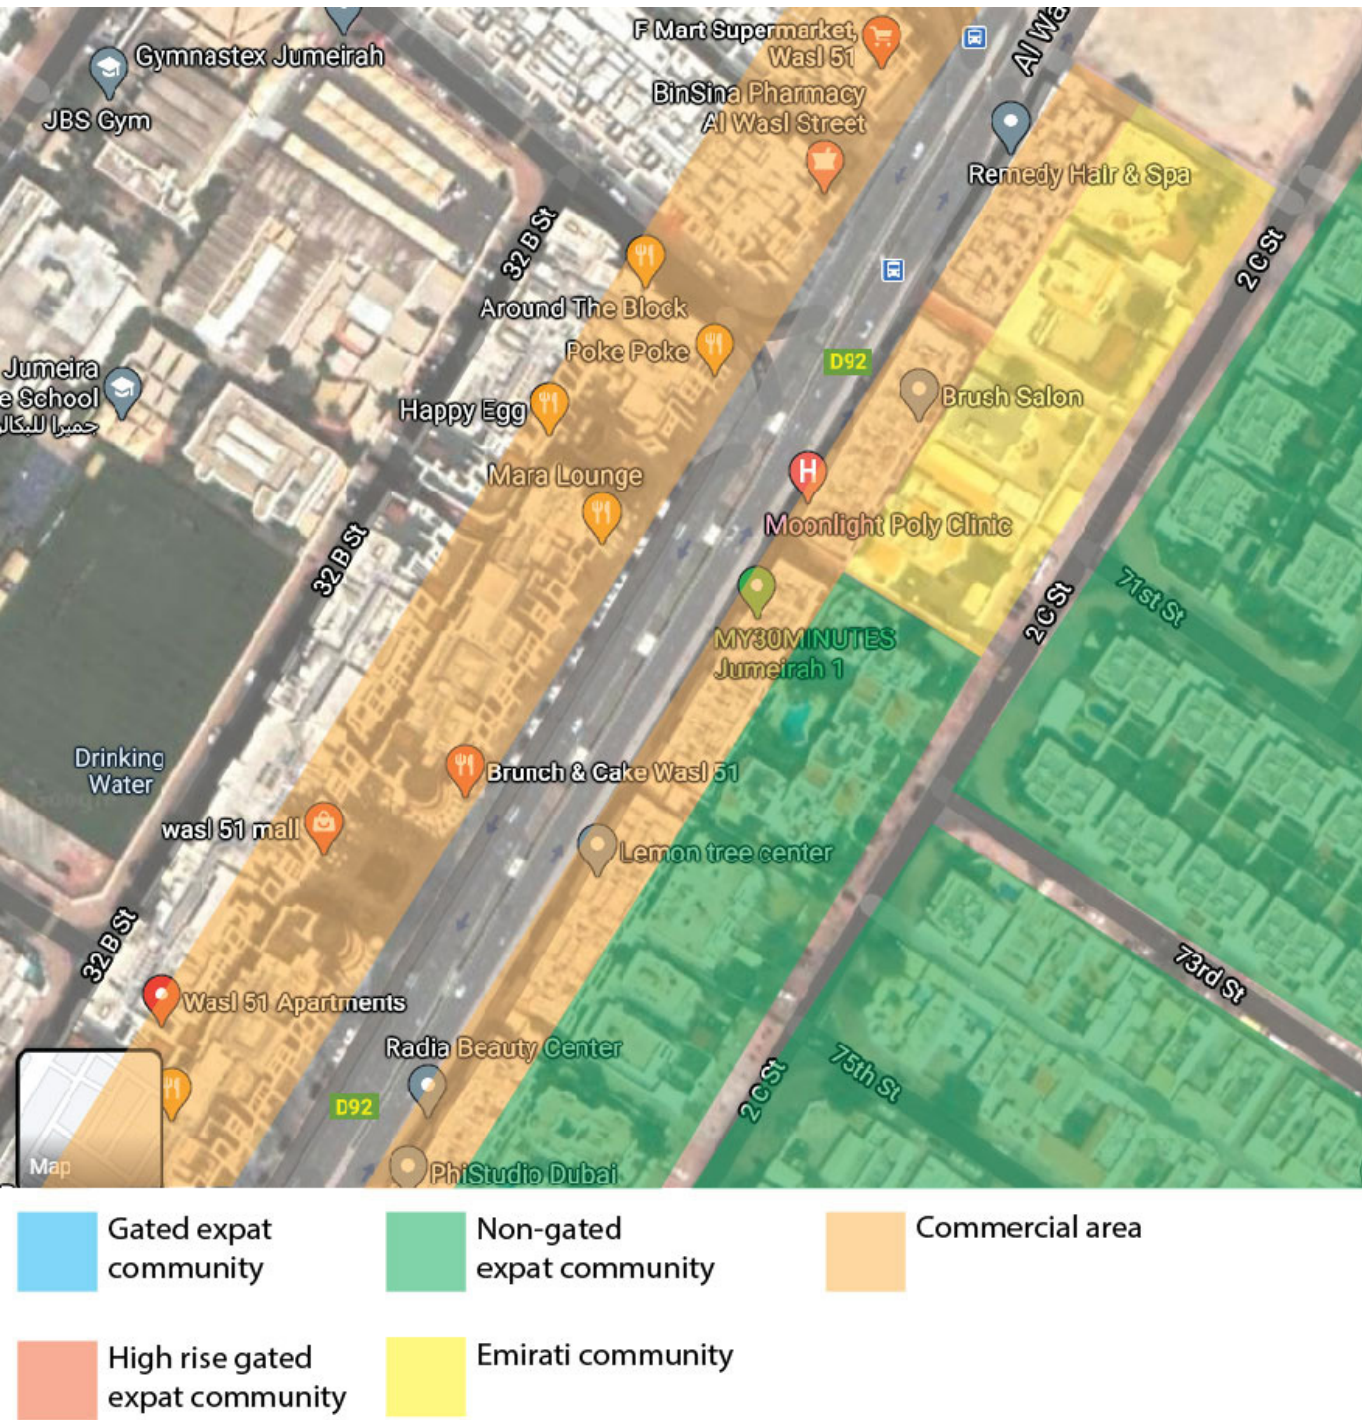 F Mart Supermarket,
Wasl 51
Al Wa
Gymnastex Jumeirah
JBS Gym
BinSina Pharmacy
Al Wasl Street
Remedy Hair & Spa
32 B St
2 C St
Around The Block
Poke Poke
D92
Jumeira
e School
Happy Egg
Brush Salon
Mara Lounge
H
Moonlight Poly Clinic
32 B St
71st St
2 C St
MY30MINUTES
Jumeirah 1
Drinking
Water
Brunch & Cake Wasl 51
wasl 51 mall
Lemon tree center
32 B St
73rd St
Wasl 51 Apartments
Radia Beauty Center
75th St
2 C St
D92
Map
PhiStudio Dubai
Gated expat
community
Non-gated
expat community
Commercial area
High rise gated
expat community
Emirati community